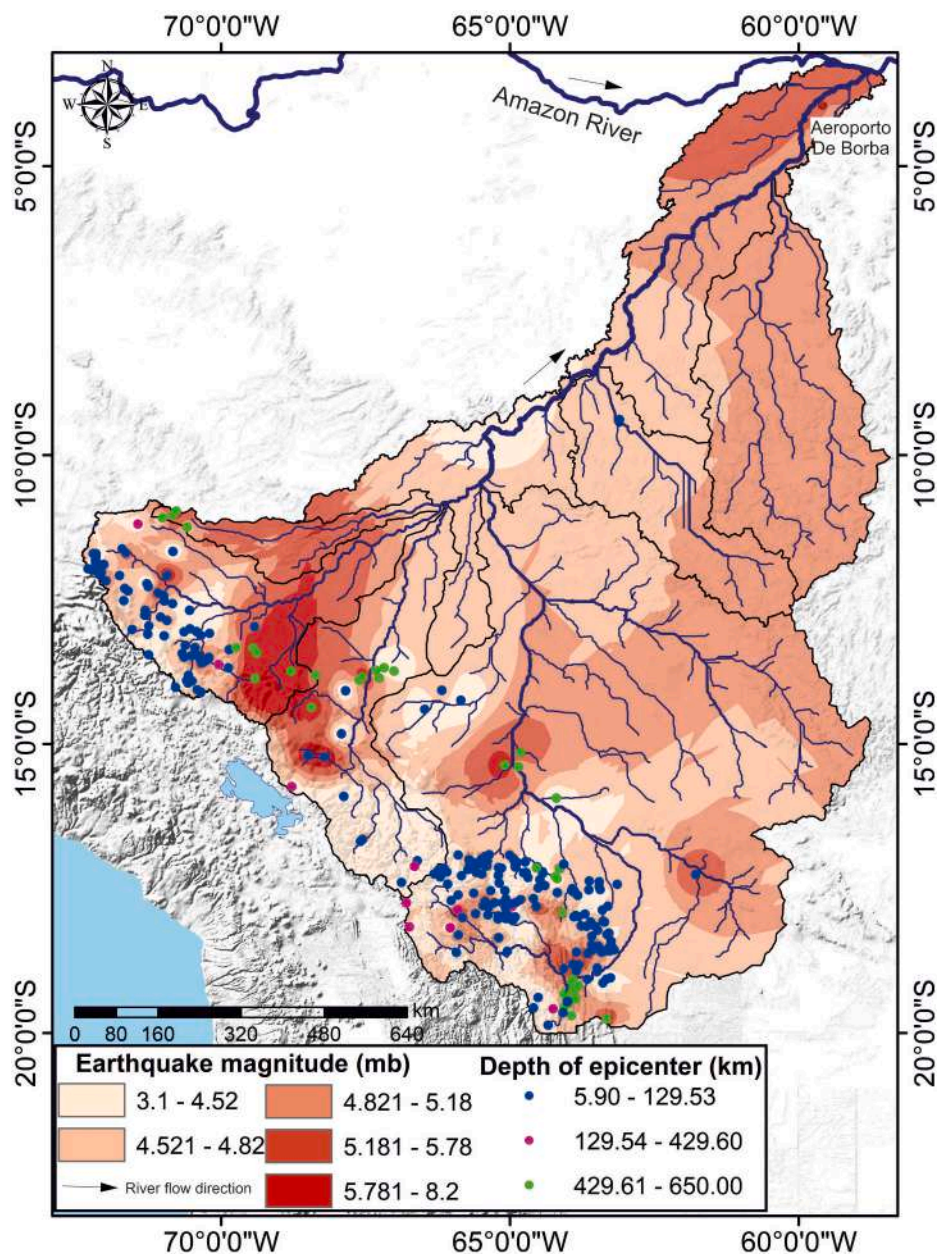 70°0'0"W 65°0'0"W 60°0'0"W
N
W E
S
Amazon River
Aeroporto
De Borba
5°0'0"S 5°0'0"S
10°0'0"S 10°0'0"S
15°0'0"S 15°0'0"S
20°0'0"S 20°0'0"S
km
0 80 160 320 480 640
Earthquake magnitude (mb) Depth of epicenter (km)
3.1 - 4.52 4.821 - 5.18 5.90 - 129.53
4.521 - 4.82 5.181 - 5.78 129.54 - 429.60
River flow direction 5.781 - 8.2 429.61 - 650.00
70°0'0"W 65°0'0"W 60°0'0"W